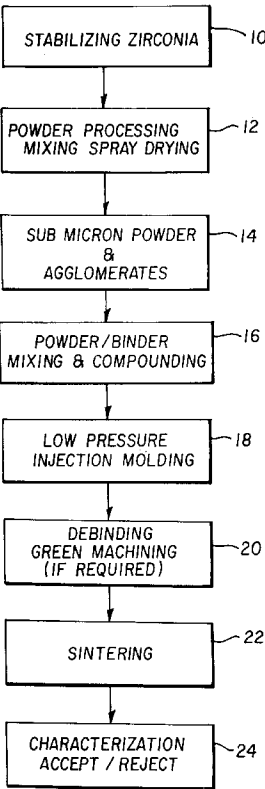 STABILIZING ZIRCONIA
10
POWDER PROCESSING
MIXING SPRAY DRYING
12
SUB MICRON POWDER
&
AGGLOMERATES
14
POWDER/BINDER
MIXING & COMPOUNDING
16
LOW PRESSURE
INJECTION MOLDING
18
DEBINDING
GREEN MACHINING
(IF REQUIRED)
20
SINTERING
22
CHARACTERIZATION
ACCEPT / REJECT
24